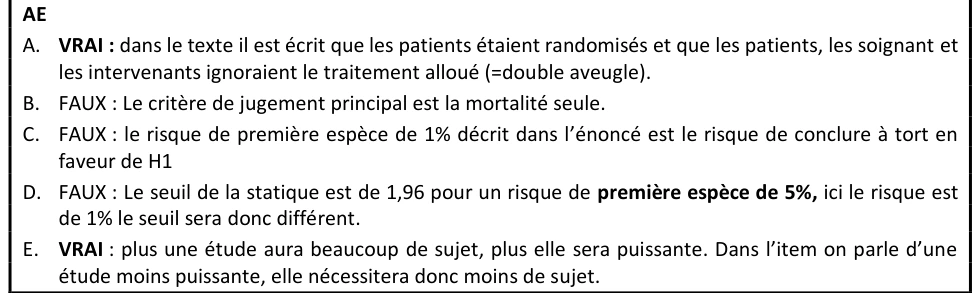 AE
A. VRAI : dans le texte il est écrit que les patients étaient randomisés et que les patients, les soignant et
les intervenants ignoraient le traitement alloué (=double aveugle).
B. FAUX : Le critère de jugement principal est la mortalité seule.
C. FAUX : le risque de première espèce de 1% décrit dans l’énoncé est le risque de conclure à tort en
faveur de H1
D. FAUX : Le seuil de la statique est de 1,96 pour un risque de première espèce de 5%, ici le risque est
de 1% le seuil sera donc différent.
E. VRAI : plus une étude aura beaucoup de sujet, plus elle sera puissante. Dans l’item on parle d’une
étude moins puissante, elle nécessitera donc moins de sujet.